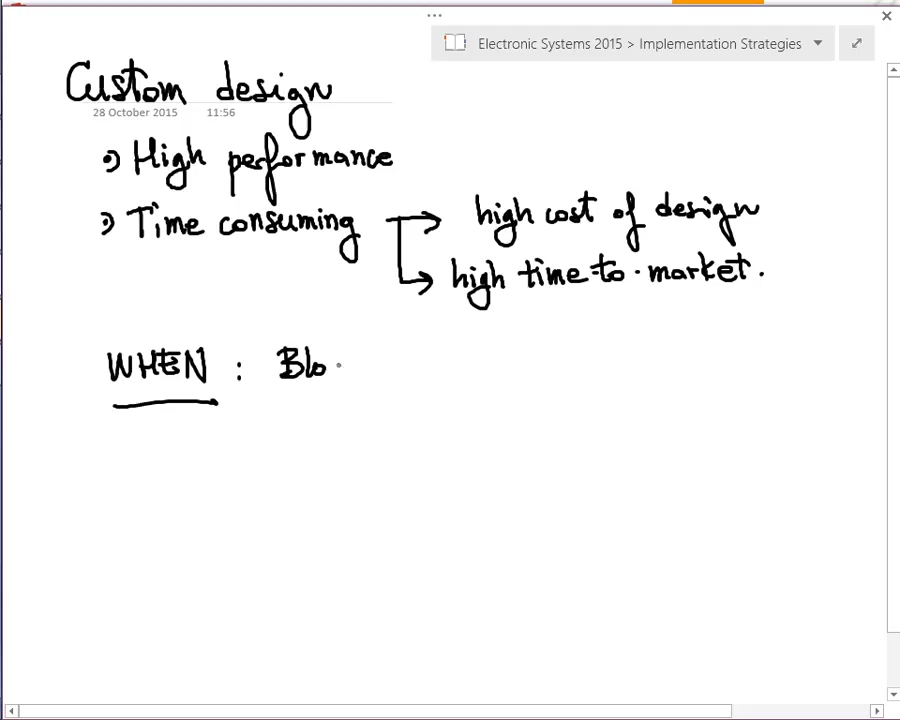 Electronic Systems 2015 > Implementation Strategies
Custom design
28 October 2015 11:56
High performance
Time consuming → high cost of design
high time-to-market.
WHEN : Blo